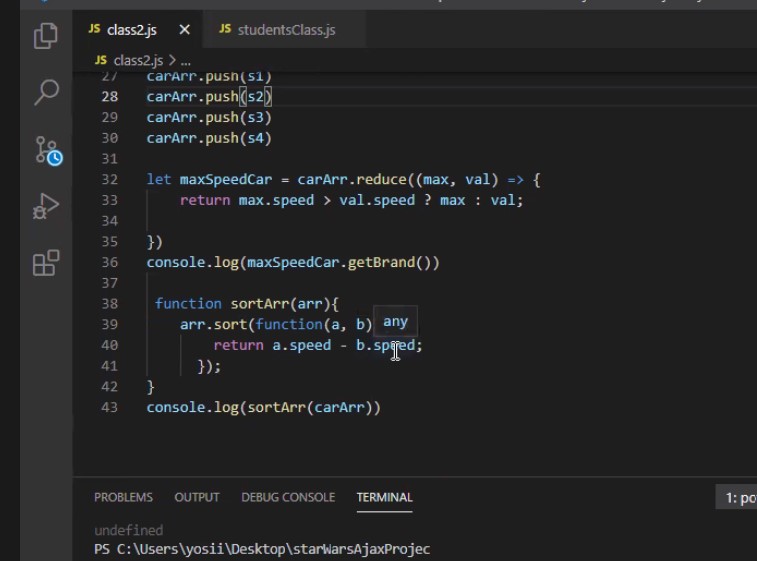 JS class2.js × JS studentsClass.js
JS class2.js > ...
27 carArr.push(s1)
28 carArr.push(s2)
29 carArr.push(s3)
30 carArr.push(s4)
31
32 let maxSpeedCar = carArr.reduce((max, val) => {
33 return max.speed > val.speed ? max : val;
34
35 })
36 console.log(maxSpeedCar.getBrand())
37
38 function sortArr(arr){
39 arr.sort(function(a, b) any
40 return a.speed - b.speed;
41 });
42 }
43 console.log(sortArr(carArr))
PROBLEMS OUTPUT DEBUG CONSOLE TERMINAL 1: po
undefined
PS C:\Users\yosii\Desktop\starWarsAjaxProjec